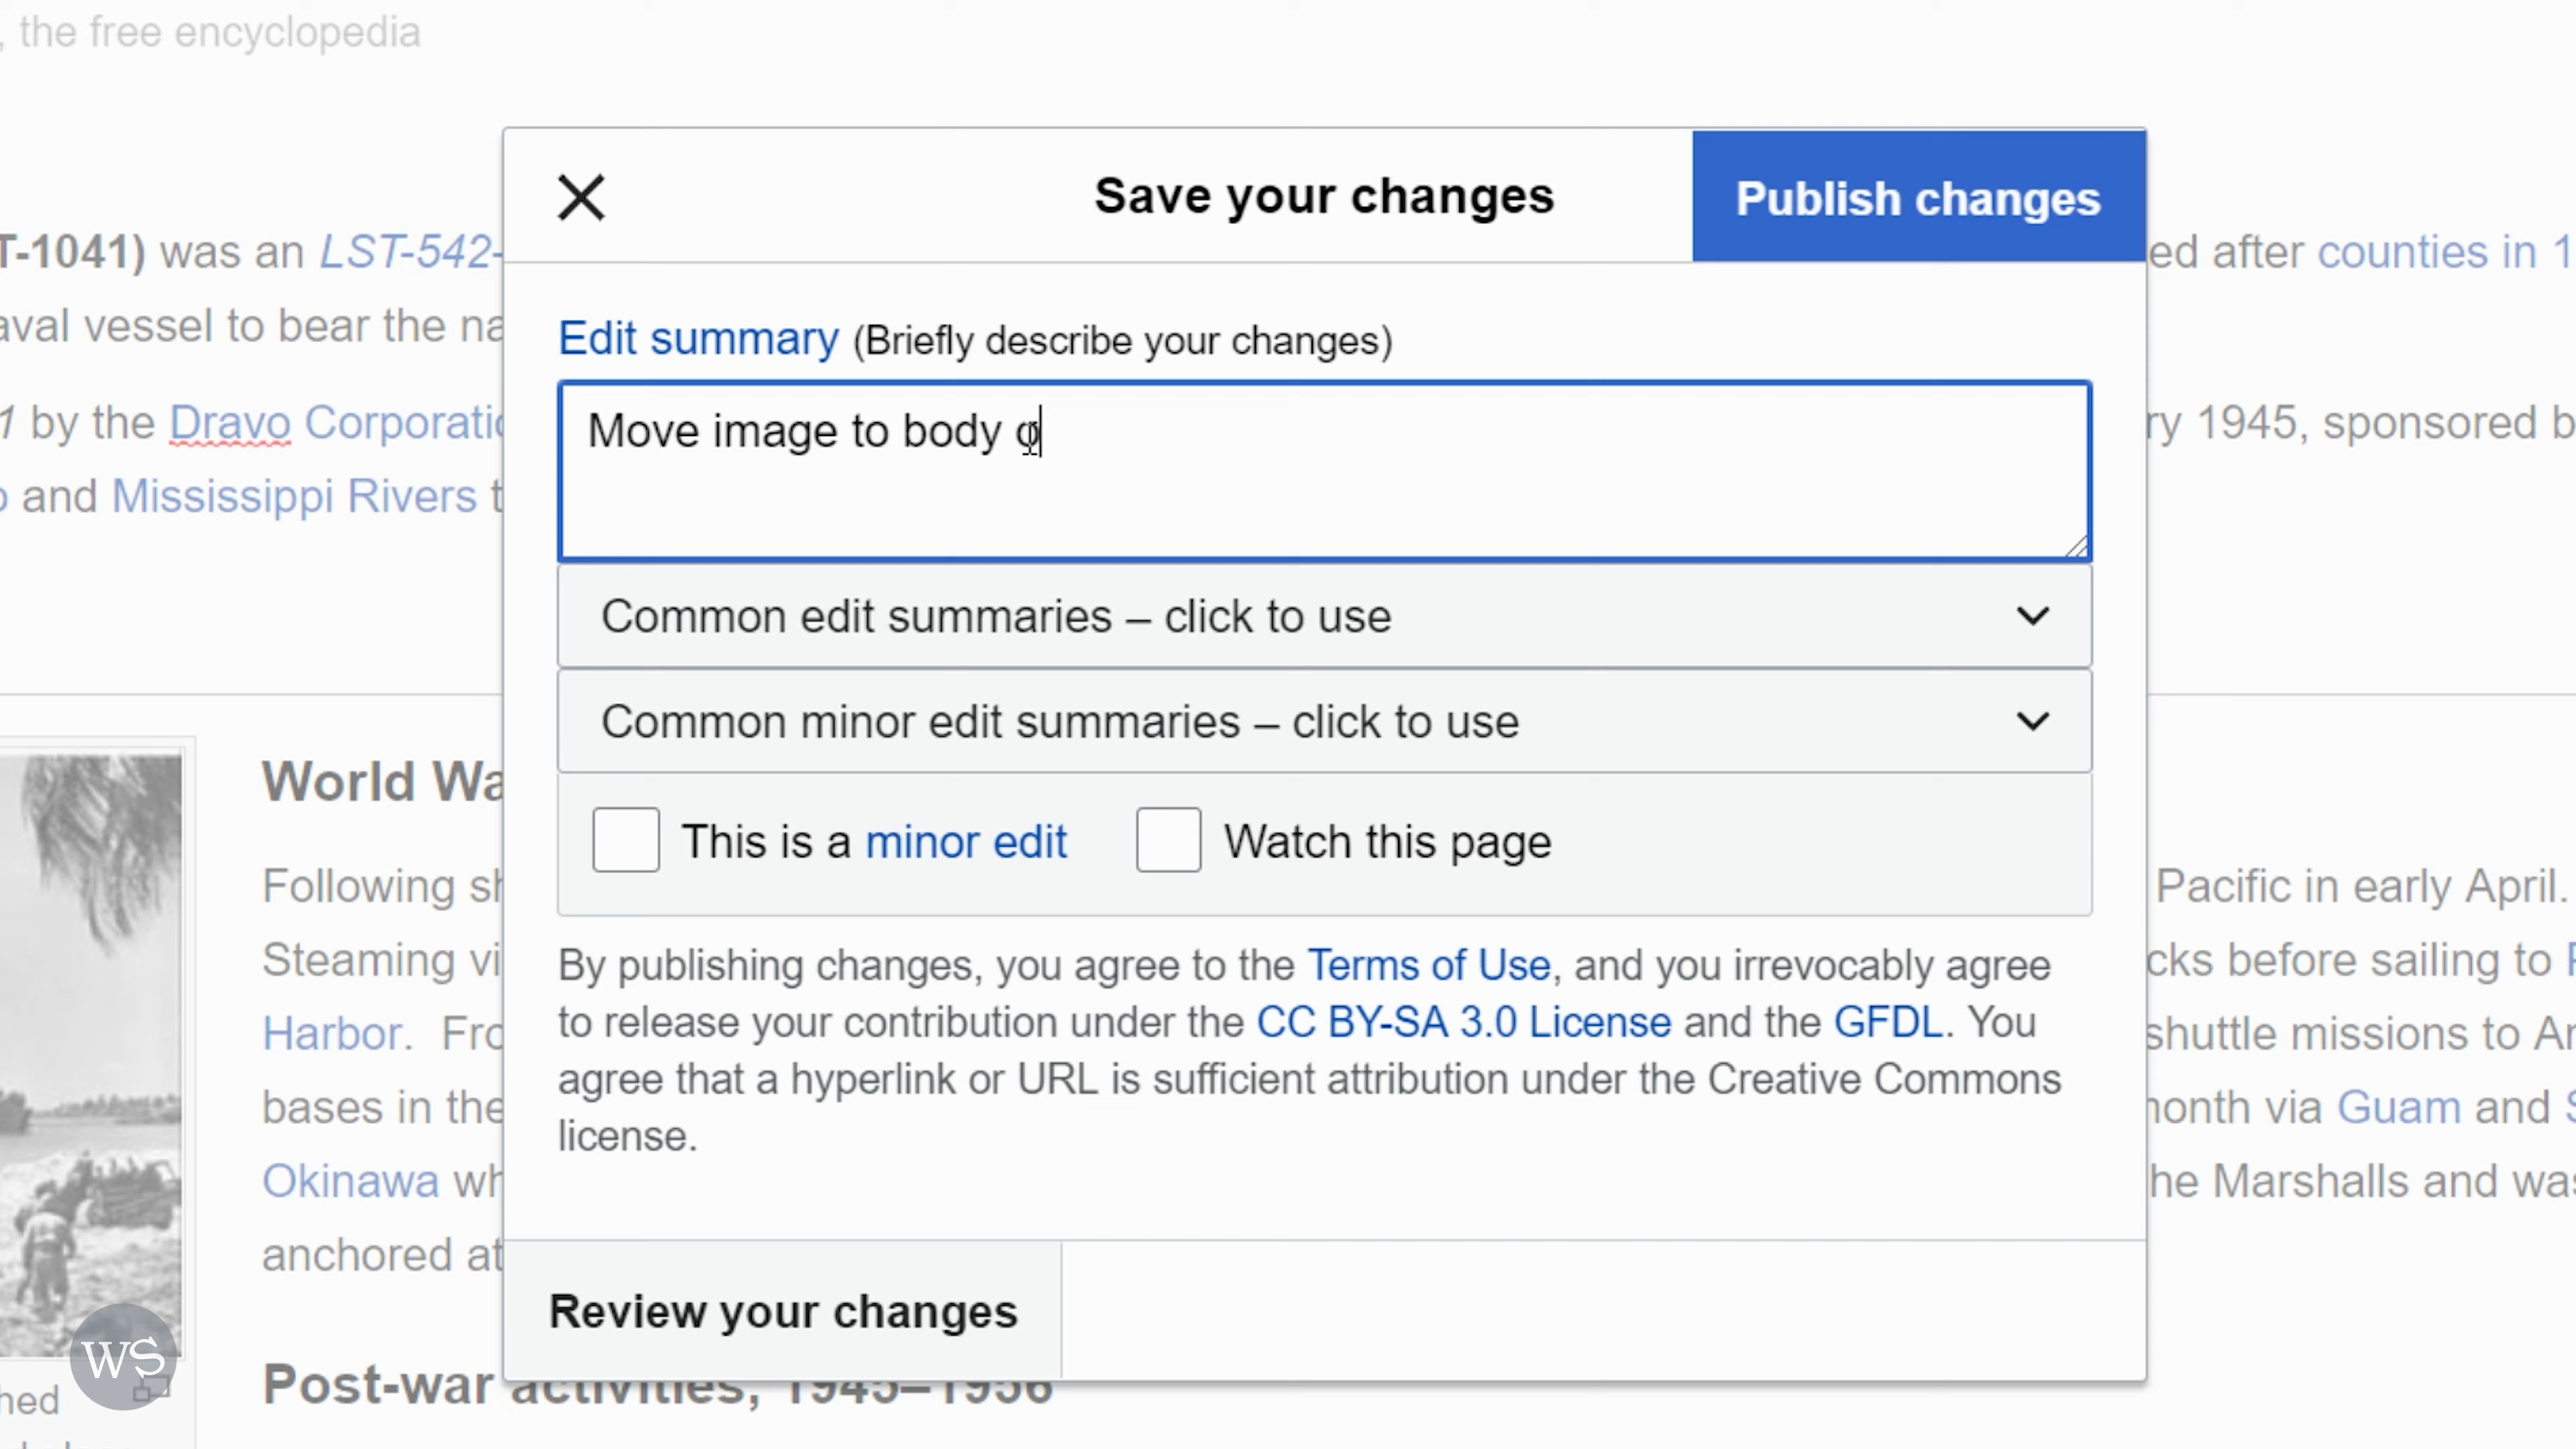 , the free encyclopedia
Save your changes
Publish changes
T-1041) was an LST-542-
ed after counties in 1
aval vessel to bear the na
Edit summary (Briefly describe your changes)
1 by the Dravo Corporatio
ry 1945, sponsored b
Move image to body o
o and Mississippi Rivers t
Common edit summaries – click to use
Common minor edit summaries – click to use
World Wa
This is a minor edit
Watch this page
Following sh
Pacific in early April.
Steaming vi
cks before sailing to P
By publishing changes, you agree to the Terms of Use, and you irrevocably agree
to release your contribution under the CC BY-SA 3.0 License and the GFDL. You
agree that a hyperlink or URL is sufficient attribution under the Creative Commons
license.
Harbor. Fro
shuttle missions to Ar
bases in the
month via Guam and S
Okinawa wh
he Marshalls and was
anchored at
Review your changes
Post-war activities, 1945–1956
WS
hed